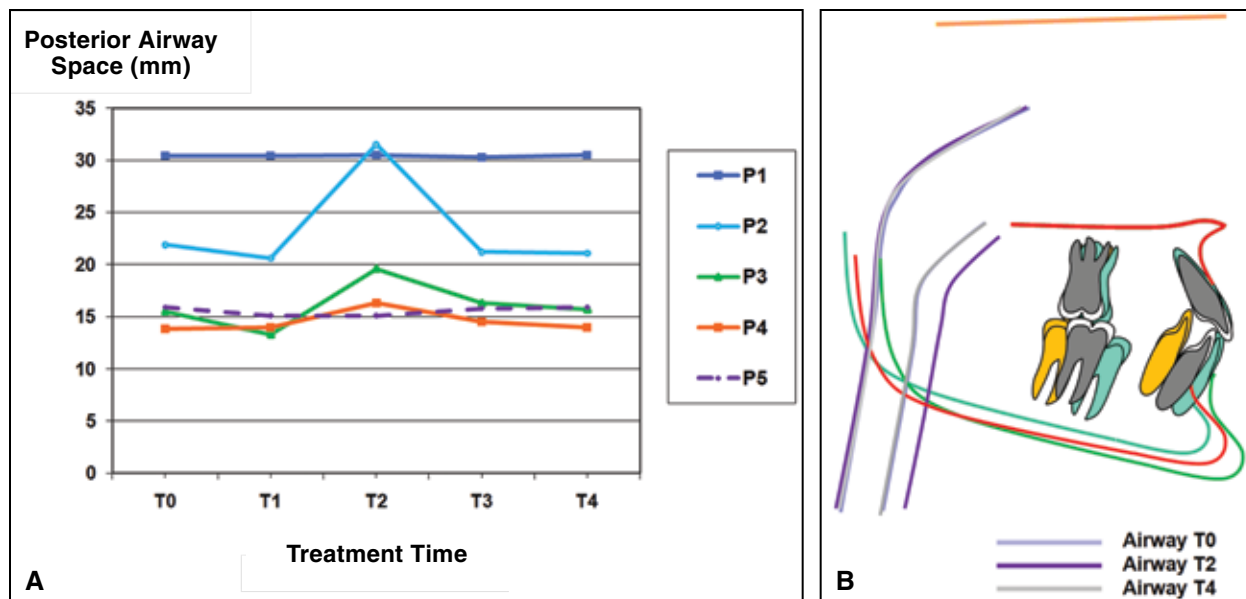 Posterior Airway
Space (mm)
35
30
25
20
15
10
5
0
T0 T1 T2 T3 T4
Treatment Time
P1
P2
P3
P4
P5
A
Airway T0
Airway T2
Airway T4
B